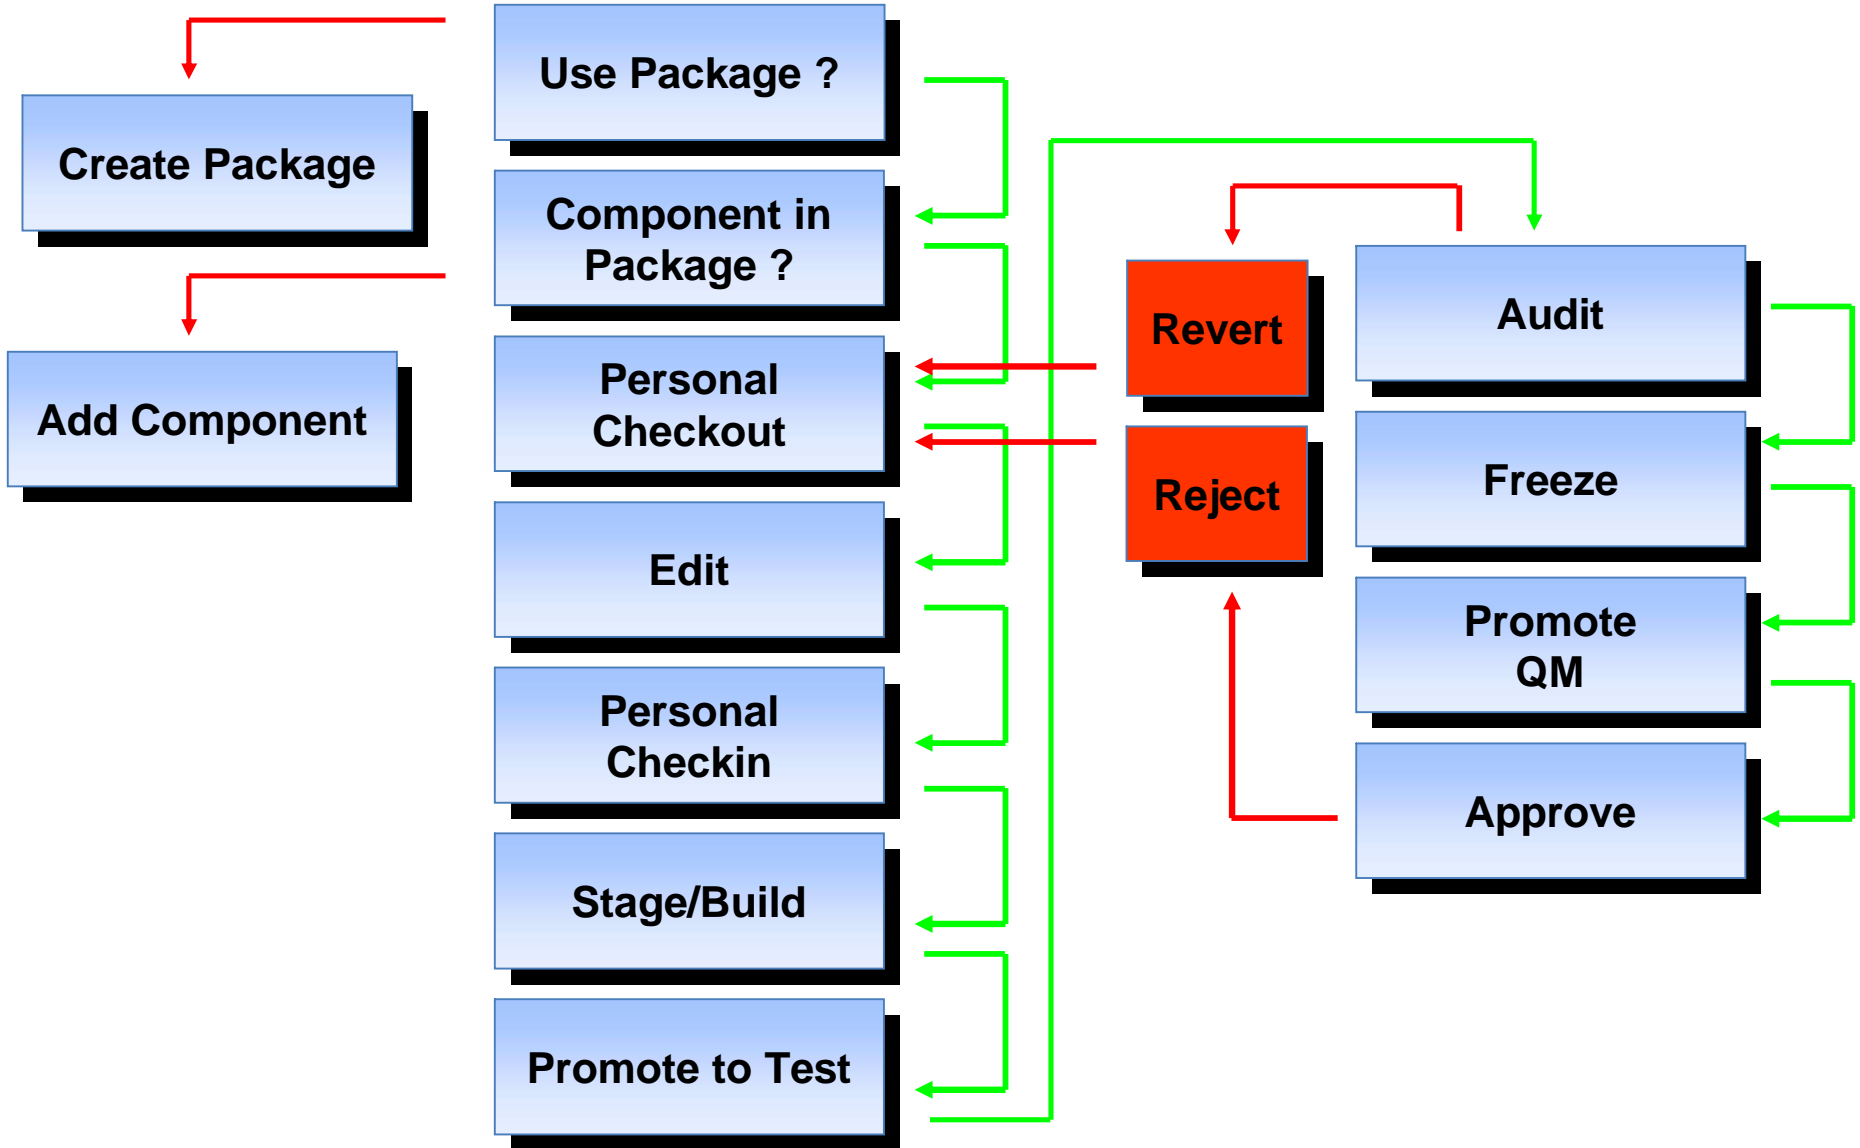 Use Package ?
Create Package
Component in
Package ?
Add Component
Personal
Checkout
Edit
Personal
Checkin
Stage/Build
Promote to Test
Revert
Reject
Audit
Freeze
Promote
QM
Approve